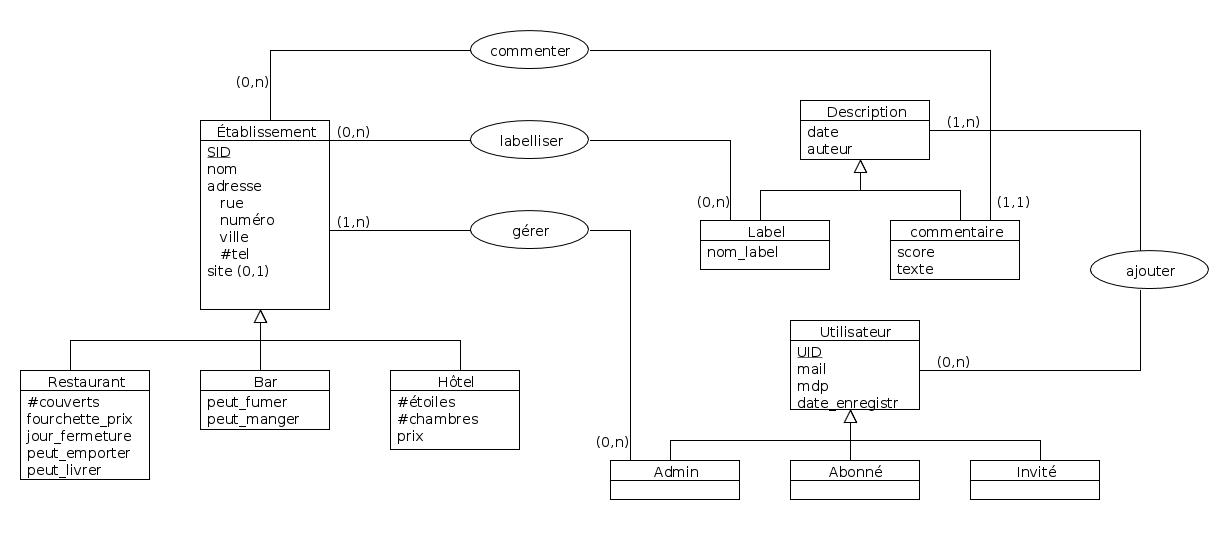 commenter
(0,n)
Établissement
SID
nom
adresse
rue
numéro
ville
#tel
site (0,1)
(0,n)
labelliser
(1,n)
gérer
Description
date
auteur
(1,n)
(0,n)
(1,1)
Label
nom_label
commentaire
score
texte
ajouter
Utilisateur
UID
mail
mdp
date_enregistr
(0,n)
Restaurant
#couverts
fourchette_prix
jour_fermeture
peut_emporter
peut_livrer
Bar
peut_fumer
peut_manger
Hôtel
#étoiles
#chambres
prix
(0,n)
Admin
Abonné
Invité